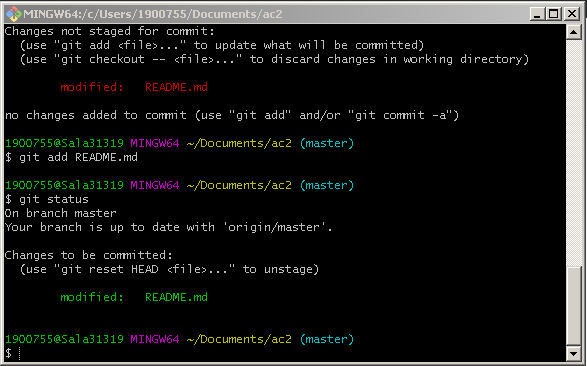 MINGW64:/c/Users/1900755/Documents/ac2
Changes not staged for commit:
  (use "git add <file>..." to update what will be committed)
  (use "git checkout -- <file>..." to discard changes in working directory)
        modified:   README.md
no changes added to commit (use "git add" and/or "git commit -a")
1900755@Sala31319 MINGW64 ~/Documents/ac2 (master)
$ git add README.md
1900755@Sala31319 MINGW64 ~/Documents/ac2 (master)
$ git status
On branch master
Your branch is up to date with 'origin/master'.
Changes to be committed:
  (use "git reset HEAD <file>..." to unstage)
        modified:   README.md
1900755@Sala31319 MINGW64 ~/Documents/ac2 (master)
$